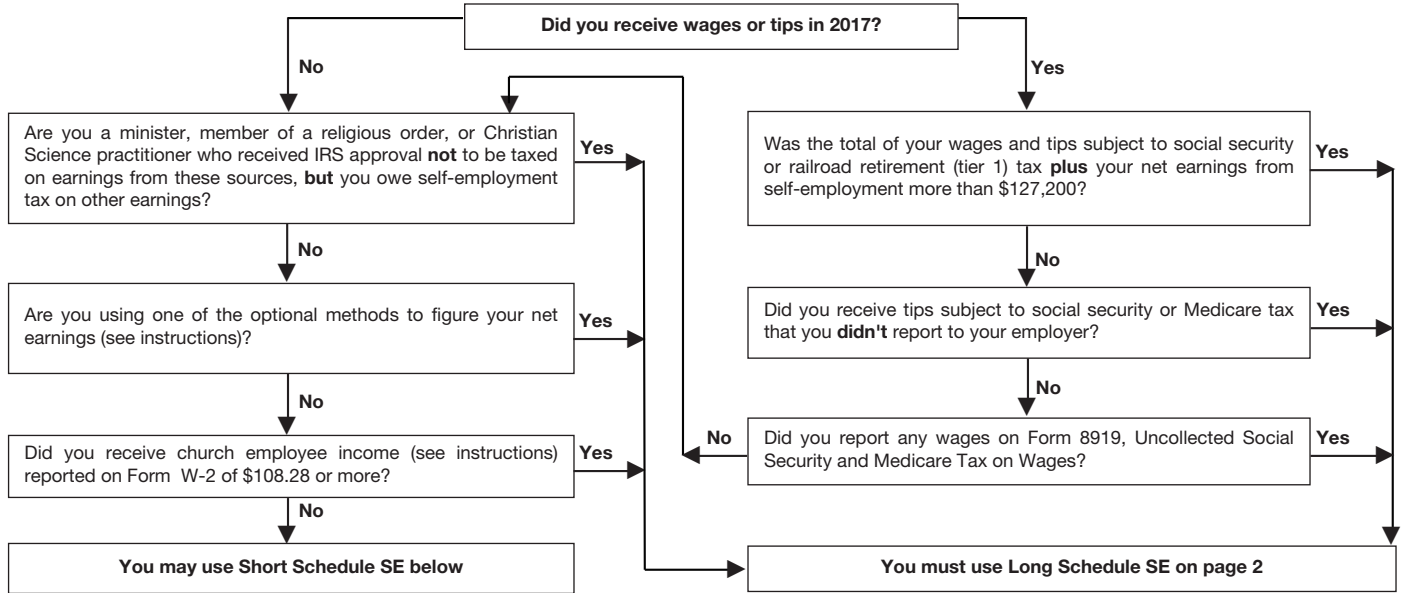 Did you receive wages or tips in 2017?
No
Yes
Are you a minister, member of a religious order, or Christian
Science practitioner who received IRS approval not to be taxed
on earnings from these sources, but you owe self-employment
tax on other earnings?
Yes
No
Are you using one of the optional methods to figure your net
earnings (see instructions)?
Yes
No
Did you receive church employee income (see instructions)
reported on Form W-2 of $108.28 or more?
Yes
No
You may use Short Schedule SE below
Was the total of your wages and tips subject to social security
or railroad retirement (tier 1) tax plus your net earnings from
self-employment more than $127,200?
Yes
No
Did you receive tips subject to social security or Medicare tax
that you didn't report to your employer?
Yes
No
Did you report any wages on Form 8919, Uncollected Social
Security and Medicare Tax on Wages?
No
Yes
You must use Long Schedule SE on page 2